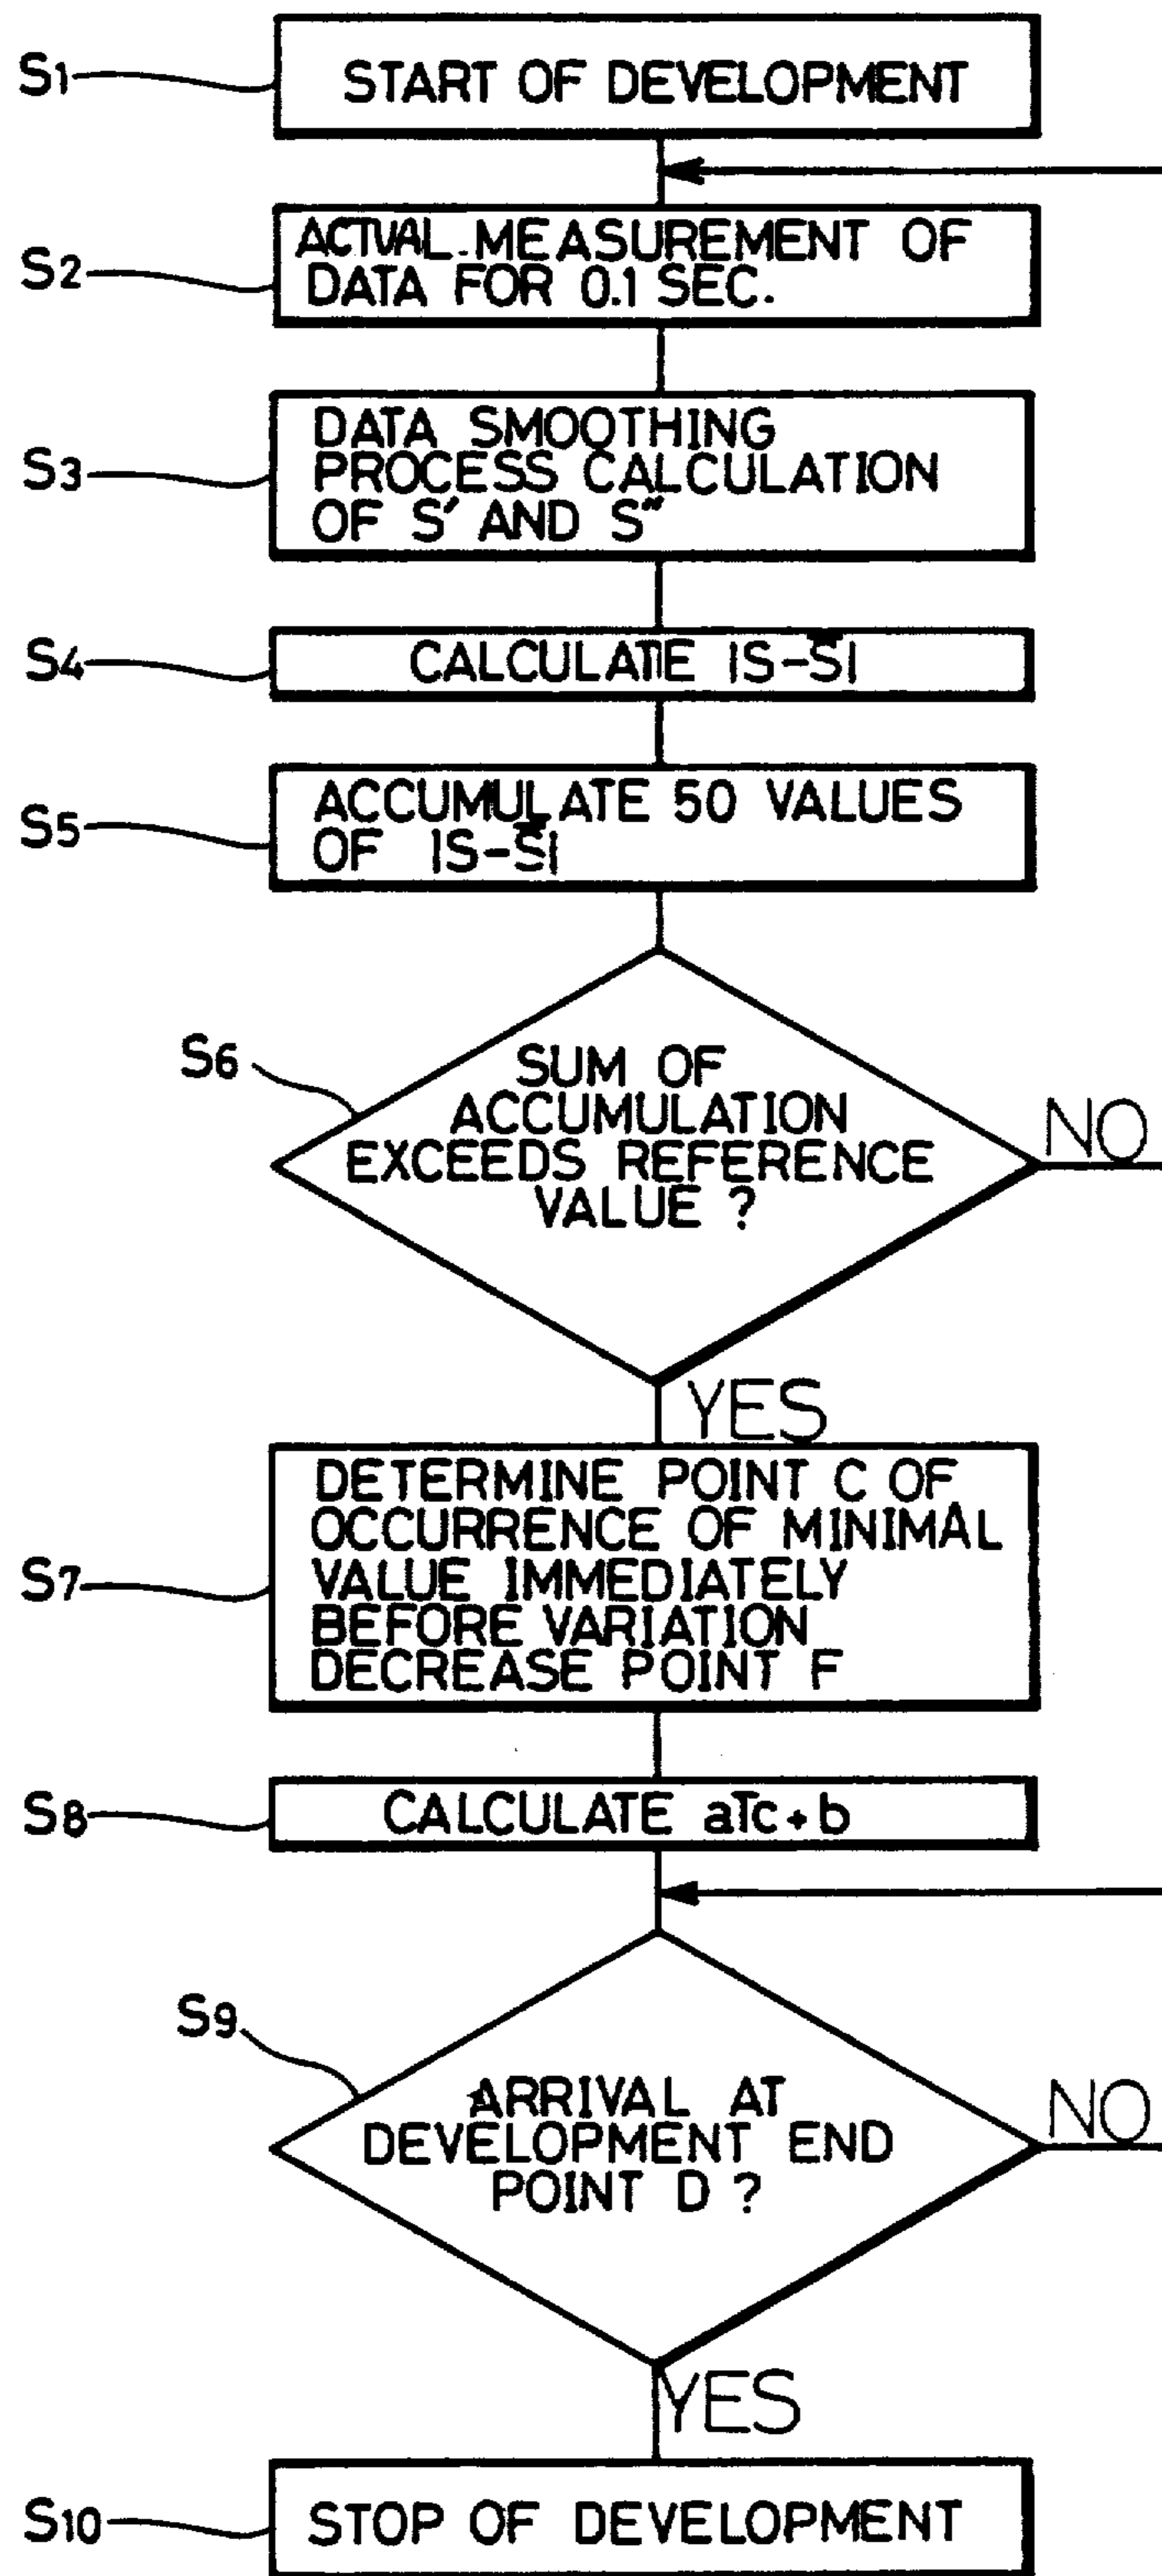 S1
START OF DEVELOPMENT
S2
ACTUAL MEASUREMENT OF
DATA FOR 0.1 SEC.
S3
DATA SMOOTHING
PROCESS CALCULATION
OF S′ AND S″
S4
CALCULATE |S-S̅|
S5
ACCUMULATE 50 VALUES
OF |S-S̅|
S6
SUM OF
ACCUMULATION
EXCEEDS REFERENCE
VALUE ?
NO
YES
S7
DETERMINE POINT C OF
OCCURRENCE OF MINIMAL
VALUE IMMEDIATELY
BEFORE VARIATION
DECREASE POINT F
S8
CALCULATE aTc+b
S9
ARRIVAL AT
DEVELOPMENT END
POINT D ?
NO
YES
S10
STOP OF DEVELOPMENT